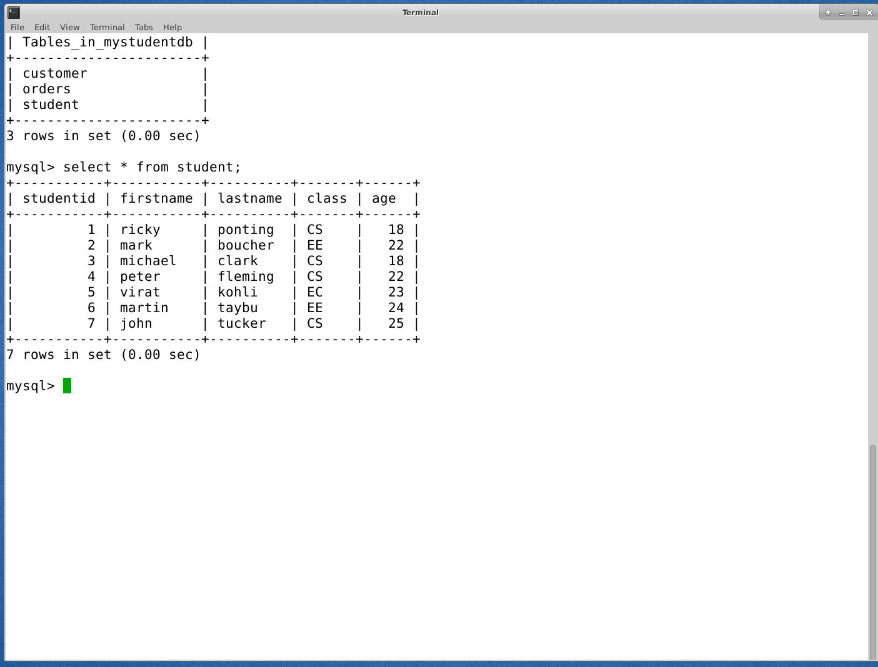 Terminal
File Edit View Terminal Tabs Help
| Tables_in_mystudentdb |
+-----------------------+
| customer              |
| orders                |
| student               |
+-----------------------+
3 rows in set (0.00 sec)
mysql> select * from student;
+-----------+-----------+----------+-------+------+
| studentid | firstname | lastname | class | age  |
+-----------+-----------+----------+-------+------+
|         1 | ricky     | ponting  | CS    |   18 |
|         2 | mark      | boucher  | EE    |   22 |
|         3 | michael   | clark    | CS    |   18 |
|         4 | peter     | fleming  | CS    |   22 |
|         5 | virat     | kohli    | EC    |   23 |
|         6 | martin    | taybu    | EE    |   24 |
|         7 | john      | tucker   | CS    |   25 |
+-----------+-----------+----------+-------+------+
7 rows in set (0.00 sec)
mysql>